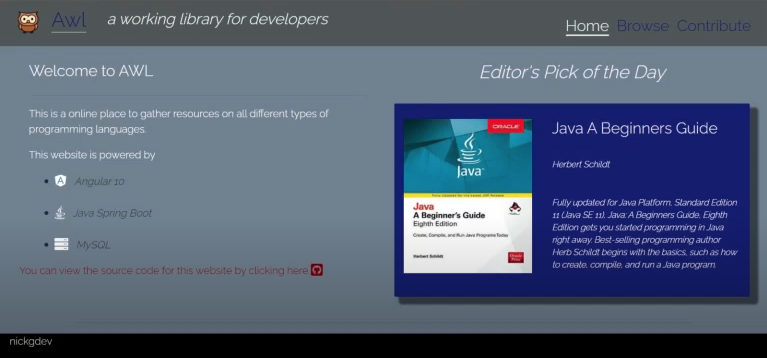 Awl a working library for developers
Home Browse Contribute
Welcome to AWL
This is a online place to gather resources on all different types of
programming languages.
This website is powered by
Angular 10
Java Spring Boot
MySQL
You can view the source code for this website by clicking here
Editor's Pick of the Day
ORACLE
Java
Java
A Beginner's Guide
Eighth Edition
Create, Compile, and Run Java Programs Today
Herbert Schildt
Java A Beginners Guide
Herbert Schildt
Fully updated for Java Platform, Standard Edition
11 (Java SE 11), Java: A Beginners Guide, Eighth
Edition gets you started programming in Java
right away. Best-selling programming author
Herb Schildt begins with the basics, such as how
to create, compile, and run a Java program.
nickgdev